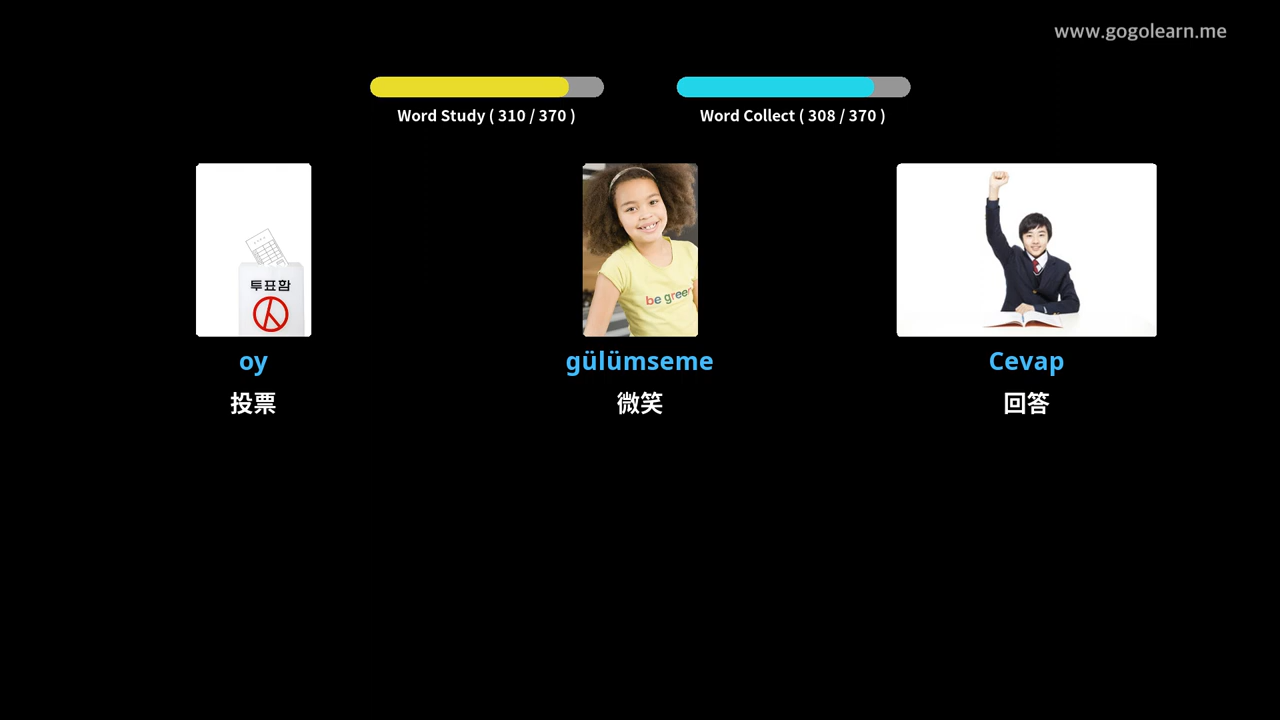 www.gogolearn.me
Word Study ( 310 / 370 )
Word Collect ( 308 / 370 )
투표함
be green
oy
gülümseme
Cevap
投票
微笑
回答